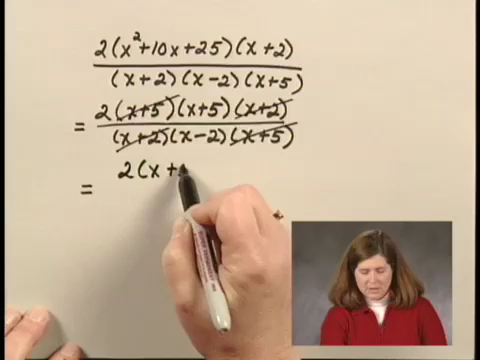 2(x²+10x+25)(x+2)
(x+2)(x-2)(x+5)
= 2(x+5)(x+5)(x+2)
(x+2)(x-2)(x+5)
= 2(x+